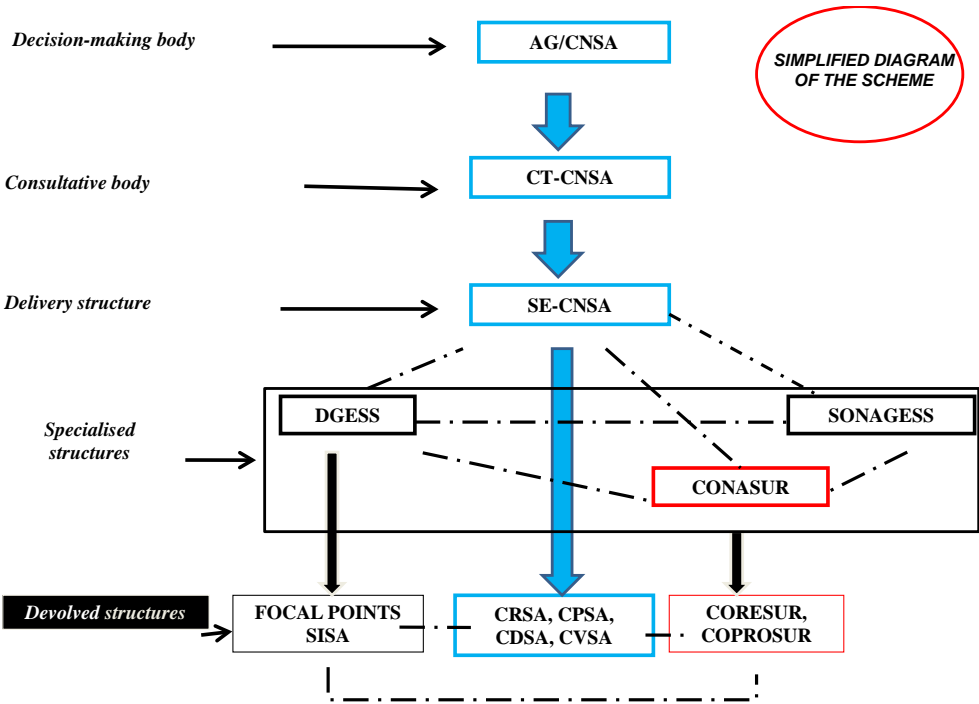 Decision-making body
AG/CNSA
SIMPLIFIED DIAGRAM
OF THE SCHEME
Consultative body
CT-CNSA
Delivery structure
SE-CNSA
Specialised
structures
DGESS
SONAGESS
CONASUR
Devolved structures
FOCAL POINTS
SISA
CRSA, CPSA,
CDSA, CVSA
CORESUR,
COPROSUR